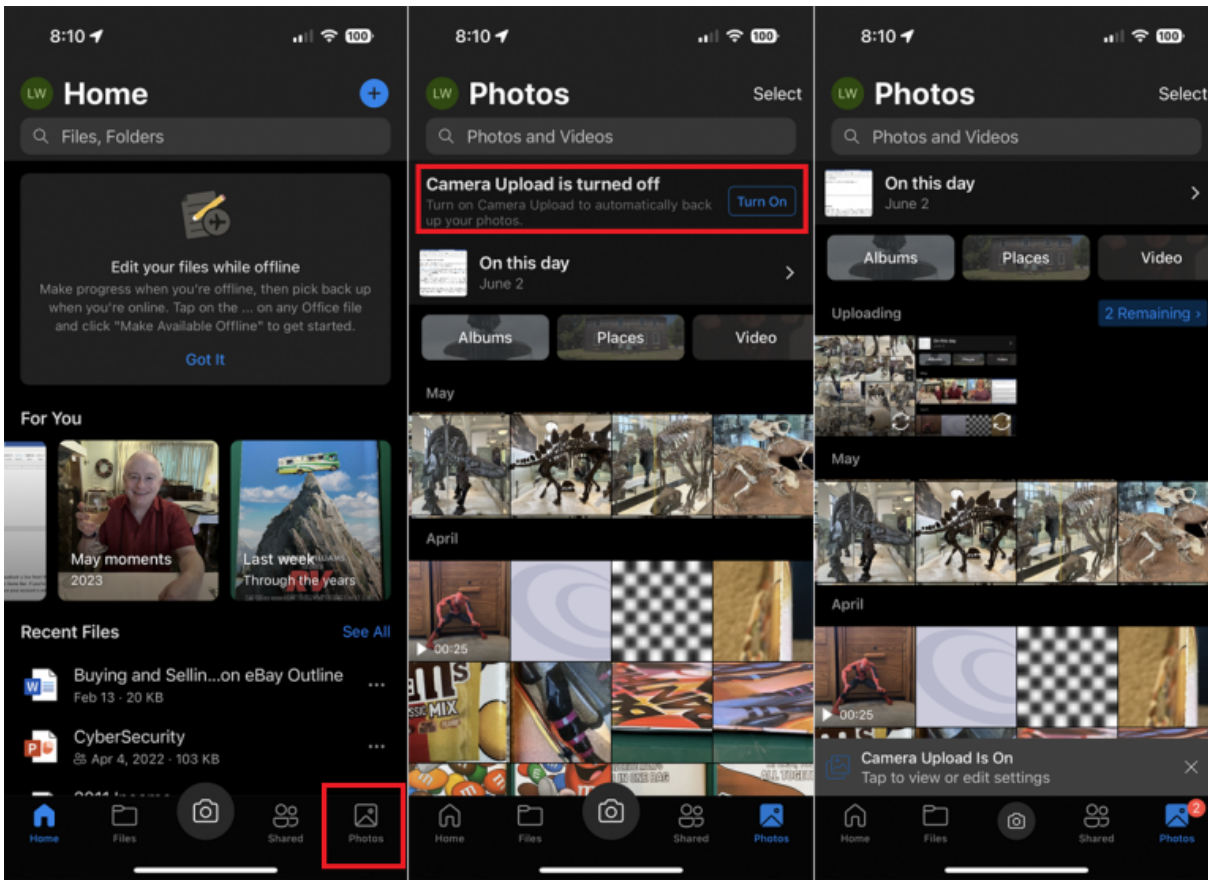 8:10
100
LW
Home
Files, Folders
Edit your files while offline
Make progress when you're offline, then pick back up
when you're online. Tap on the ... on any Office file
and click "Make Available Offline" to get started.
Got It
For You
May moments
2023
Last week
Through the years
RV
Recent Files
See All
Buying and Sellin...on eBay Outline
Feb 13 · 20 KB
CyberSecurity
Apr 4, 2022 · 103 KB
Home
Files
Shared
Photos
8:10
100
LW
Photos
Select
Photos and Videos
Camera Upload is turned off
Turn on Camera Upload to automatically back
up your photos.
Turn On
On this day
June 2
Albums
Places
Video
May
April
00:25
MIX
IN ONE BAG
Home
Files
Shared
Photos
8:10
100
LW
Photos
Select
Photos and Videos
On this day
June 2
Albums
Places
Video
Uploading
2 Remaining
May
April
00:25
Camera Upload Is On
Tap to view or edit settings
Home
Files
Shared
Photos
2